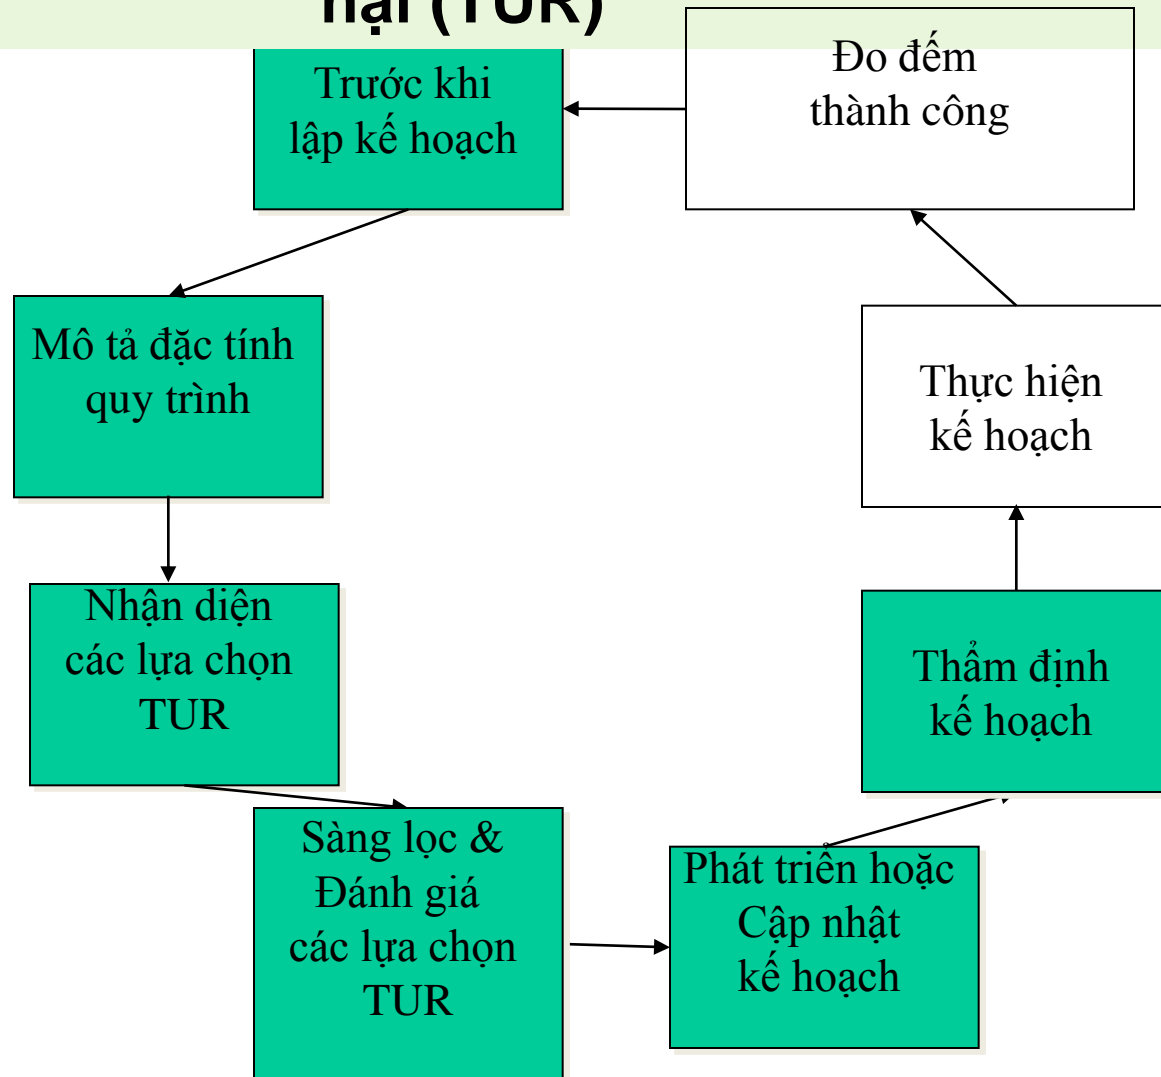 hại (TUR)
Trước khi
lập kế hoạch
Đo đếm
thành công
Mô tả đặc tính
quy trình
Thực hiện
kế hoạch
Nhận diện
các lựa chọn
TUR
Thẩm định
kế hoạch
Sàng lọc &
Đánh giá
các lựa chọn
TUR
Phát triển hoặc
Cập nhật
kế hoạch